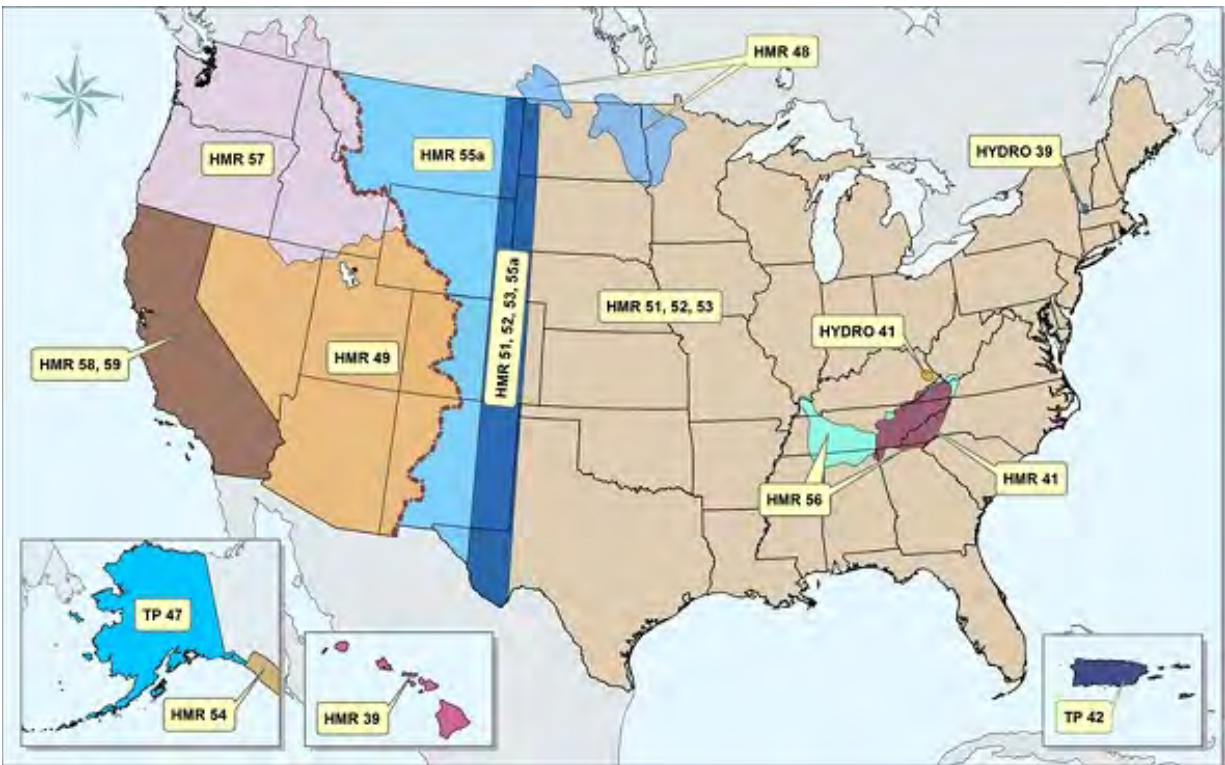 HMR 48
HYDRO 39
HMR 57
HMR 55a
HMR 51, 52, 53, 55a
HMR 51, 52, 53
HYDRO 41
HMR 58, 59
HMR 49
HMR 41
HMR 56
TP 47
HMR 54
HMR 39
TP 42